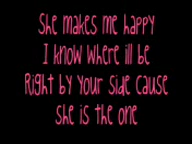 She makes me happy
I know where ill be
Right by your side cause
She is the one